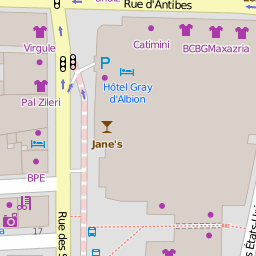 Rue d'Antibes
Virgule
Catimini
BCBGMaxazria
P
Hôtel Gray
d'Albion
Pal Zileri
Jane's
BPE
17
Rue des